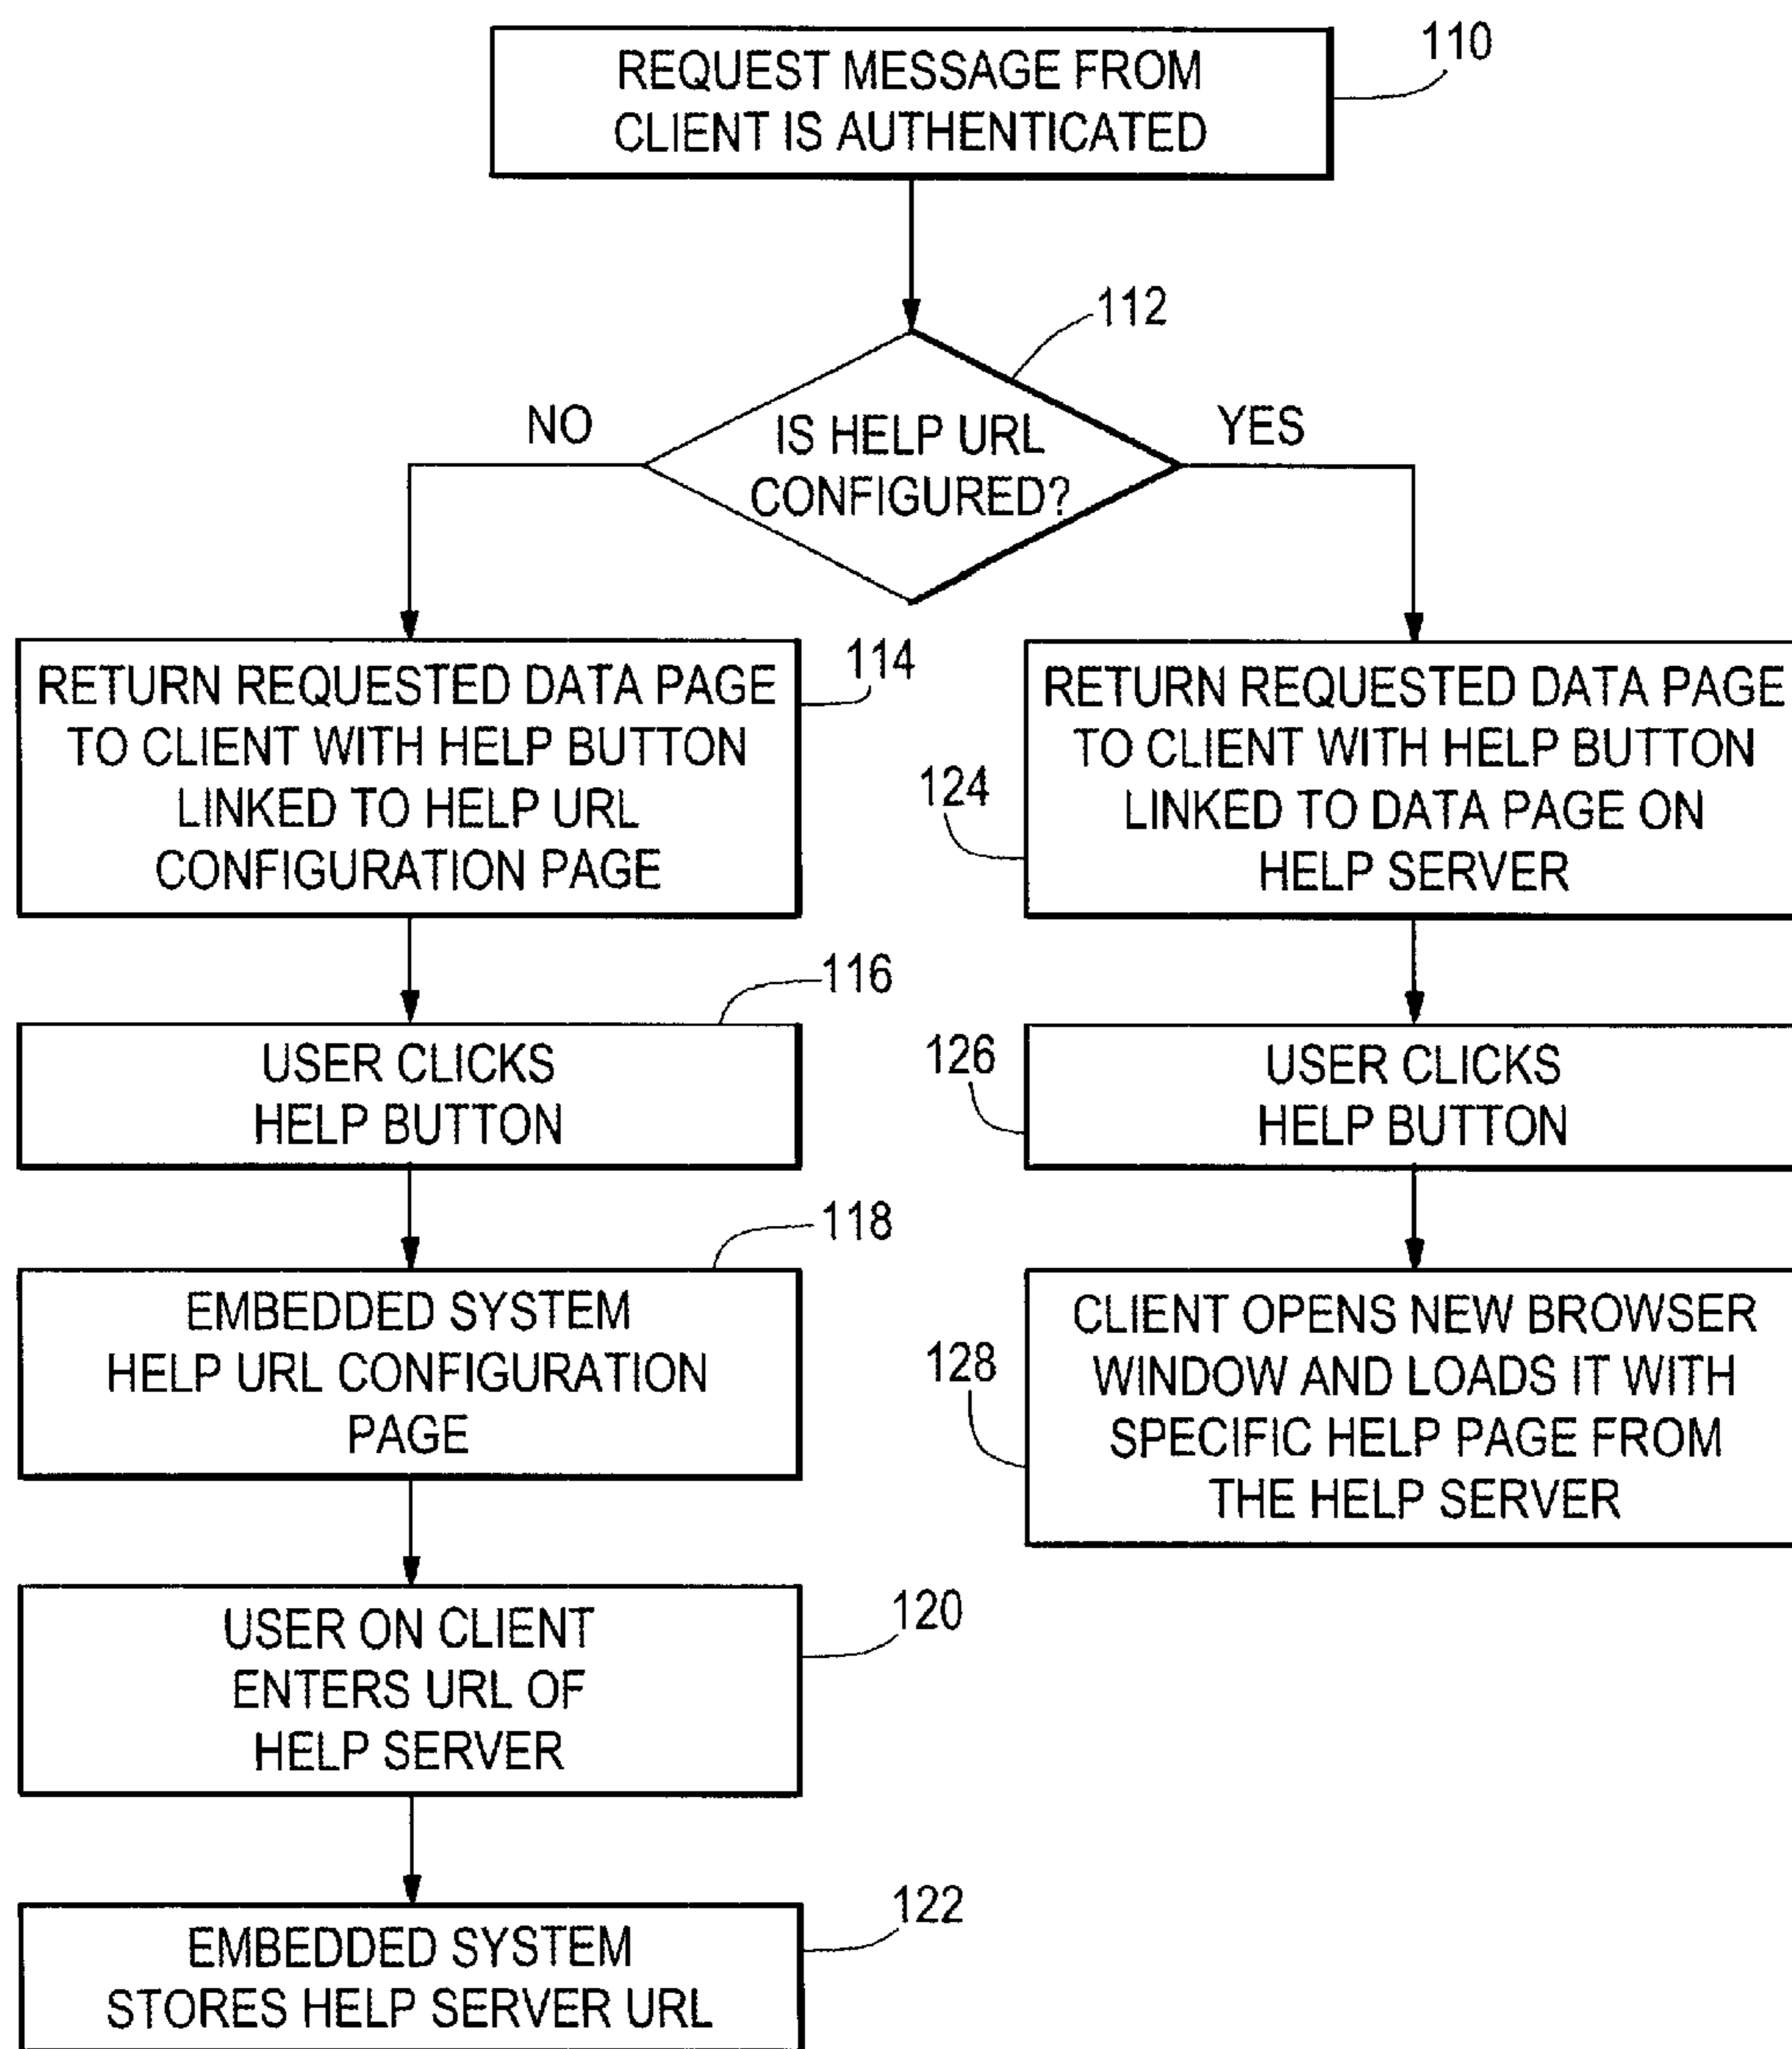 REQUEST MESSAGE FROM
CLIENT IS AUTHENTICATED
110
112
IS HELP URL
CONFIGURED?
NO
YES
RETURN REQUESTED DATA PAGE
TO CLIENT WITH HELP BUTTON
LINKED TO HELP URL
CONFIGURATION PAGE
114
USER CLICKS
HELP BUTTON
116
EMBEDDED SYSTEM
HELP URL CONFIGURATION
PAGE
118
USER ON CLIENT
ENTERS URL OF
HELP SERVER
120
EMBEDDED SYSTEM
STORES HELP SERVER URL
122
RETURN REQUESTED DATA PAGE
TO CLIENT WITH HELP BUTTON
LINKED TO DATA PAGE ON
HELP SERVER
124
USER CLICKS
HELP BUTTON
126
CLIENT OPENS NEW BROWSER
WINDOW AND LOADS IT WITH
SPECIFIC HELP PAGE FROM
THE HELP SERVER
128